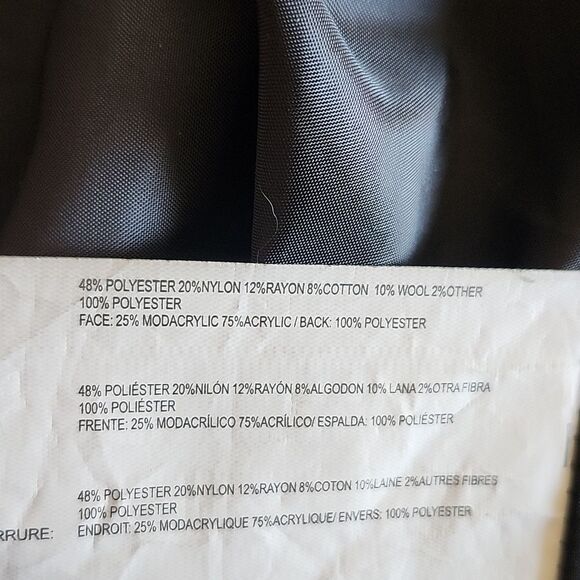 48% POLYESTER 20%NYLON 12%RAYON 8%COTTON 10% WOOL 2%OTHER
100% POLYESTER
FACE: 25% MODACRYLIC 75%ACRYLIC / BACK: 100% POLYESTER
48% POLIÉSTER 20%NILÓN 12%RAYÓN 8%ALGODON 10% LANA 2%OTRA FIBRA
100% POLIÉSTER
FRENTE: 25% MODACRÍLICO 75%ACRÍLICO/ ESPALDA: 100% POLIÉSTER
48% POLYESTER 20%NYLON 12%RAYON 8%COTON 10%LAINE 2%AUTRES FIBRES
100% POLYESTER
RRURE: ENDROIT: 25% MODACRYLIQUE 75%ACRYLIQUE/ ENVERS: 100% POLYESTER